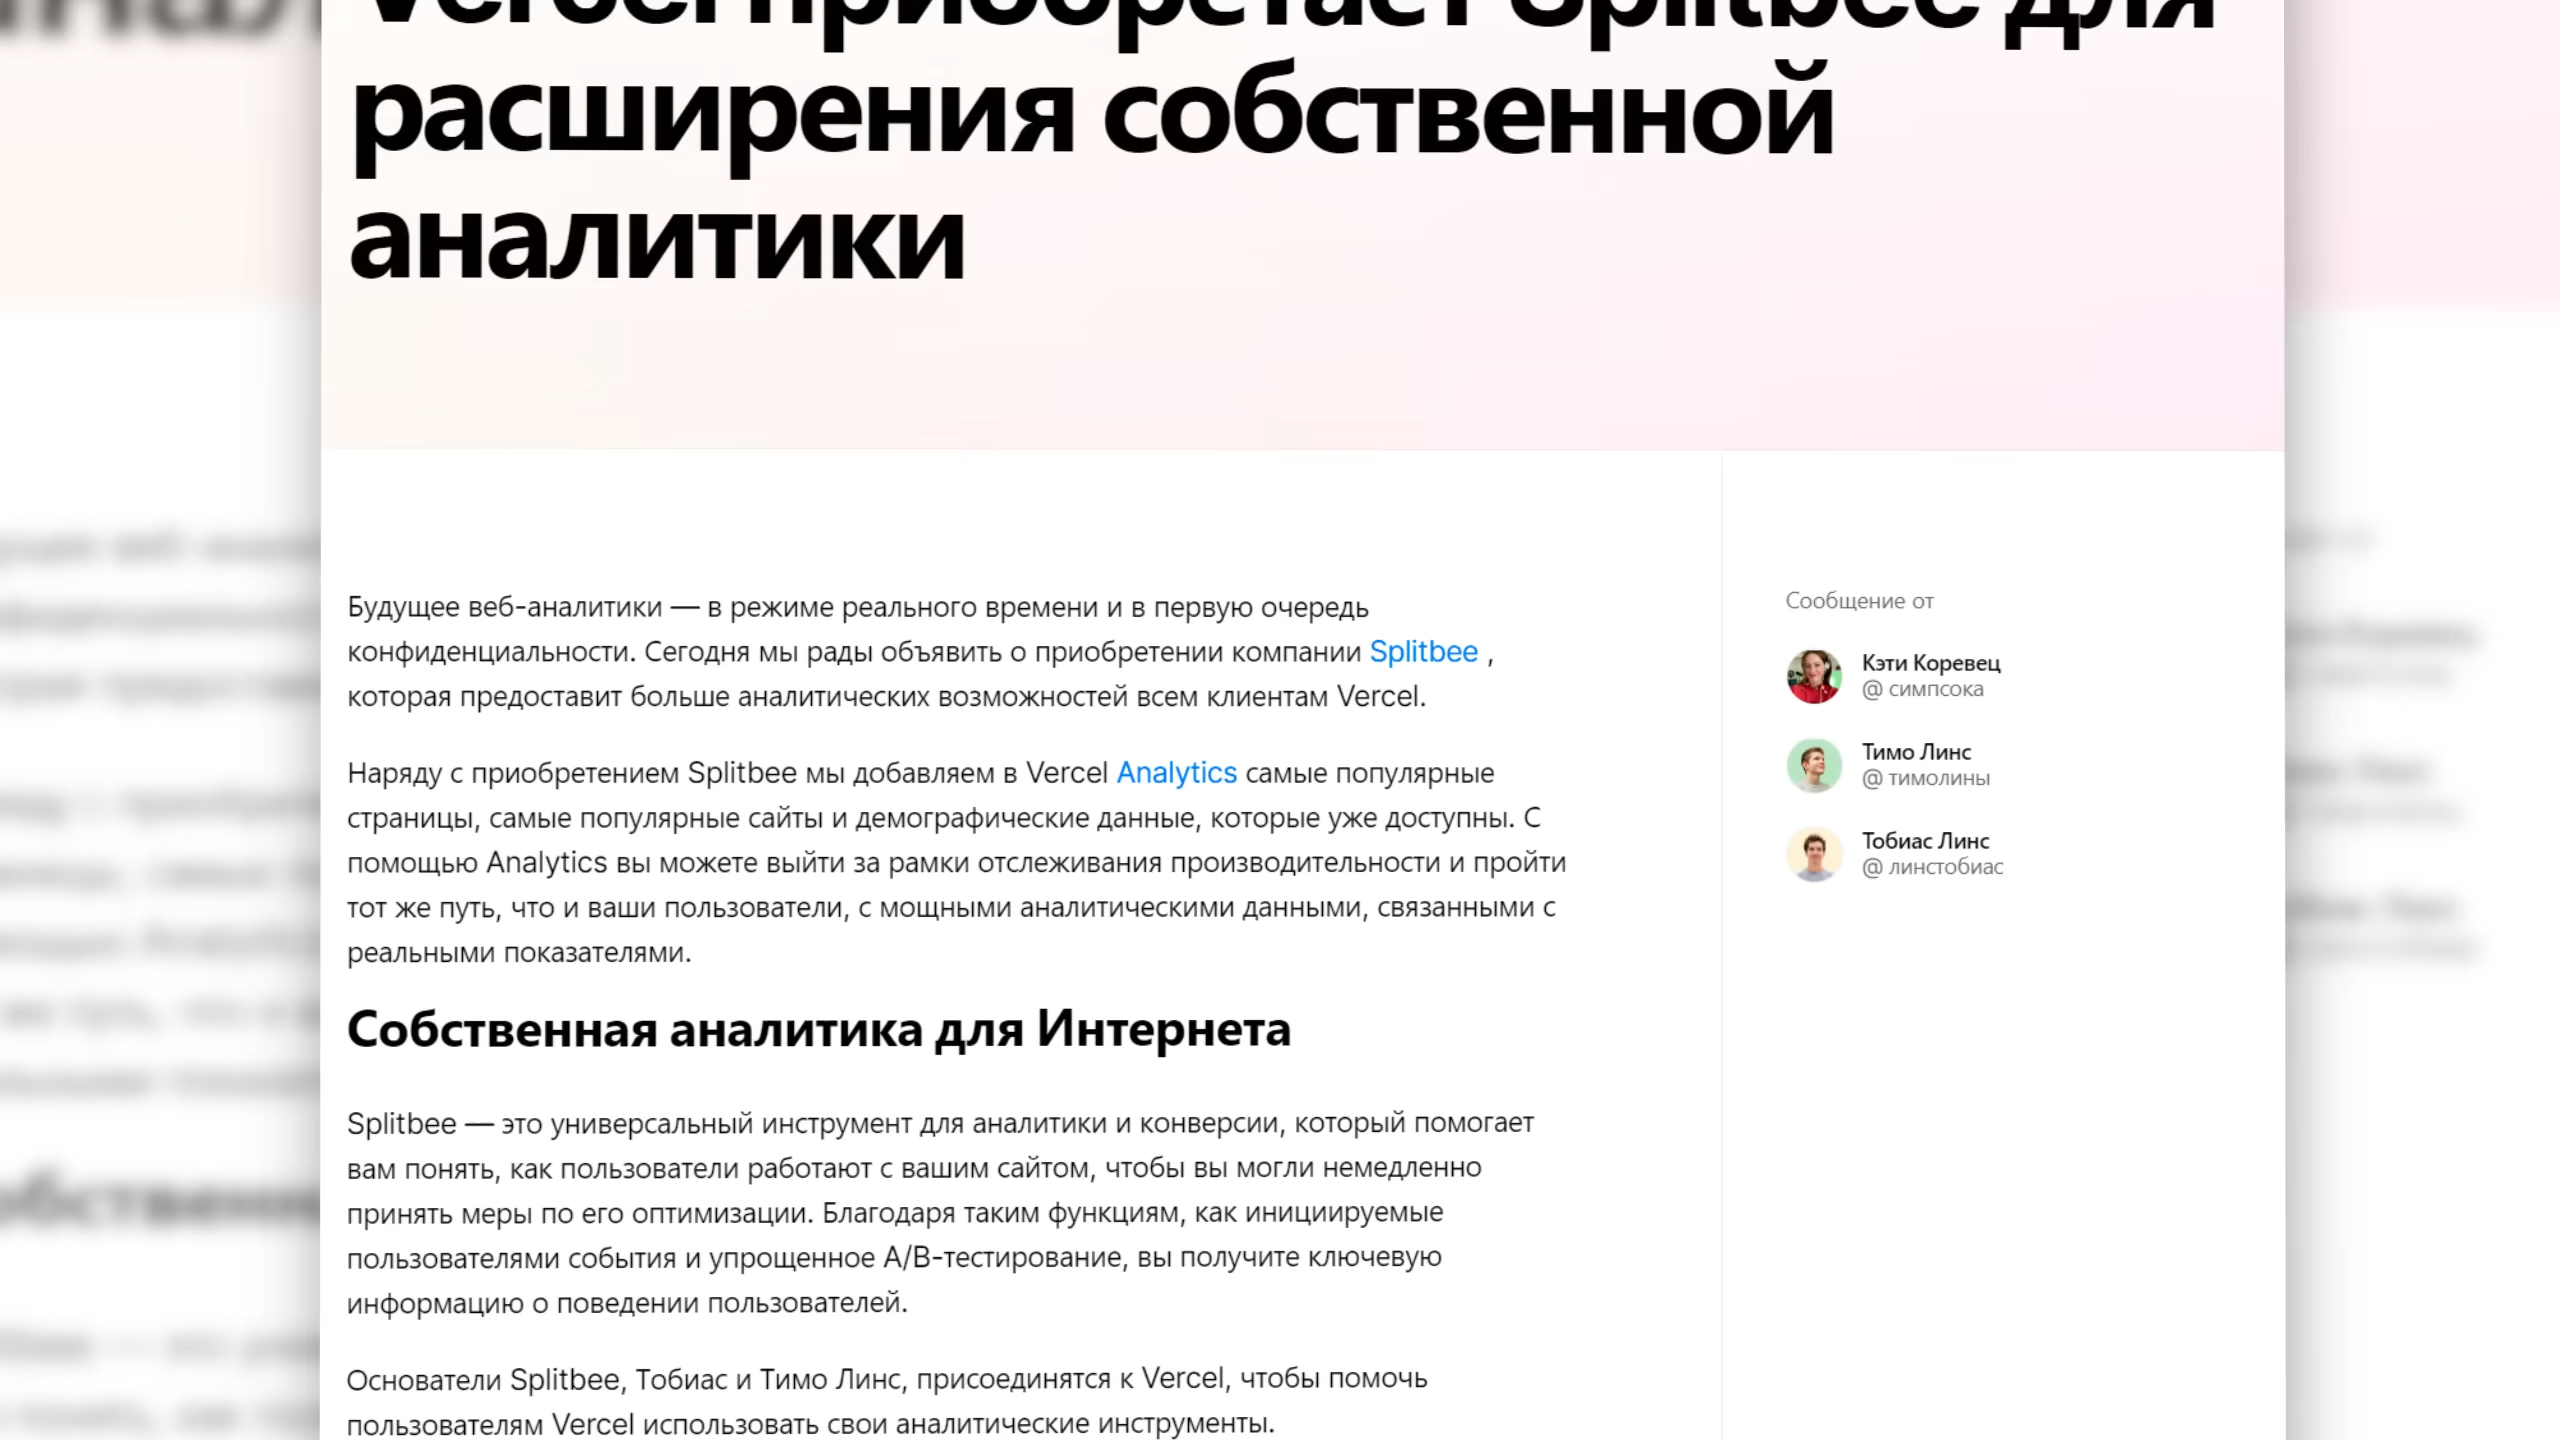 Vercel приобретает Splitbee для
расширения собственной
аналитики
Будущее веб-аналитики — в режиме реального времени и в первую очередь
конфиденциальности. Сегодня мы рады объявить о приобретении компании Splitbee ,
которая предоставит больше аналитических возможностей всем клиентам Vercel.
Наряду с приобретением Splitbee мы добавляем в Vercel Analytics самые популярные
страницы, самые популярные сайты и демографические данные, которые уже доступны. С
помощью Analytics вы можете выйти за рамки отслеживания производительности и пройти
тот же путь, что и ваши пользователи, с мощными аналитическими данными, связанными с
реальными показателями.
Собственная аналитика для Интернета
Splitbee — это универсальный инструмент для аналитики и конверсии, который помогает
вам понять, как пользователи работают с вашим сайтом, чтобы вы могли немедленно
принять меры по его оптимизации. Благодаря таким функциям, как инициируемые
пользователями события и упрощенное A/B-тестирование, вы получите ключевую
информацию о поведении пользователей.
Основатели Splitbee, Тобиас и Тимо Линс, присоединятся к Vercel, чтобы помочь
пользователям Vercel использовать свои аналитические инструменты.
Сообщение от
Кэти Коревец
@ симпсока
Тимо Линс
@ тимолины
Тобиас Линс
@ линстобиас